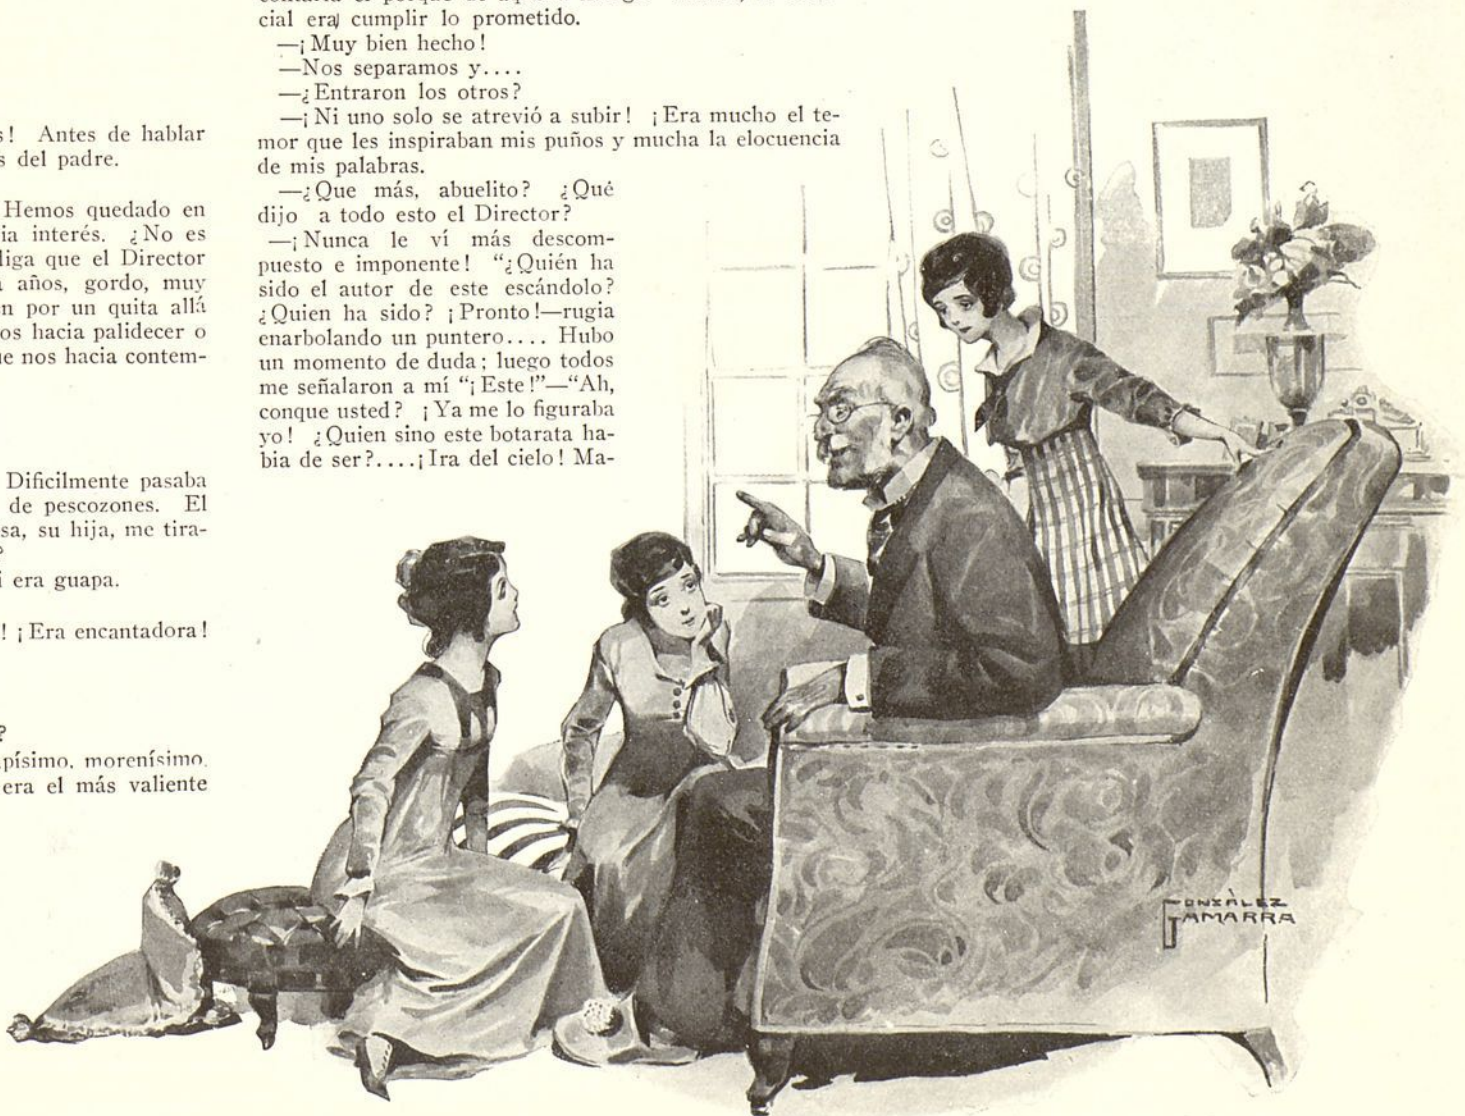 s! Antes de hablar
s del padre.
Hemos quedado en
ia interés. ¿No es
diga que el Director
a años, gordo, muy
n por un quita allá
os hacia palidecer o
ue nos hacia contem-
Dificilmente pasaba
de pescozones. El
sa, su hija, me tira-
?
i era guapa.
! ¡Era encantadora!
?
písimo, morenísimo,
era el más valiente
cial era cumplir lo prometido.
—¡Muy bien hecho!
—Nos separamos y....
—¿Entraron los otros?
—¡Ni uno solo se atrevió a subir! ¡Era mucho el te-
mor que les inspiraban mis puños y mucha la elocuencia
de mis palabras.
—¿Que más, abuelito? ¿Qué
dijo a todo esto el Director?
—¡Nunca le ví más descom-
puesto e imponente! “¿Quién ha
sido el autor de este escándolo?
¿Quien ha sido? ¡Pronto!—rugia
enarbolando un puntero.... Hubo
un momento de duda; luego todos
me señalaron a mí “¡Este!”—“Ah,
conque usted? ¡Ya me lo figuraba
yo! ¿Quien sino este botarata ha-
bia de ser?....¡Ira del cielo! Ma-
GONZÀLEZ
GAMARRA